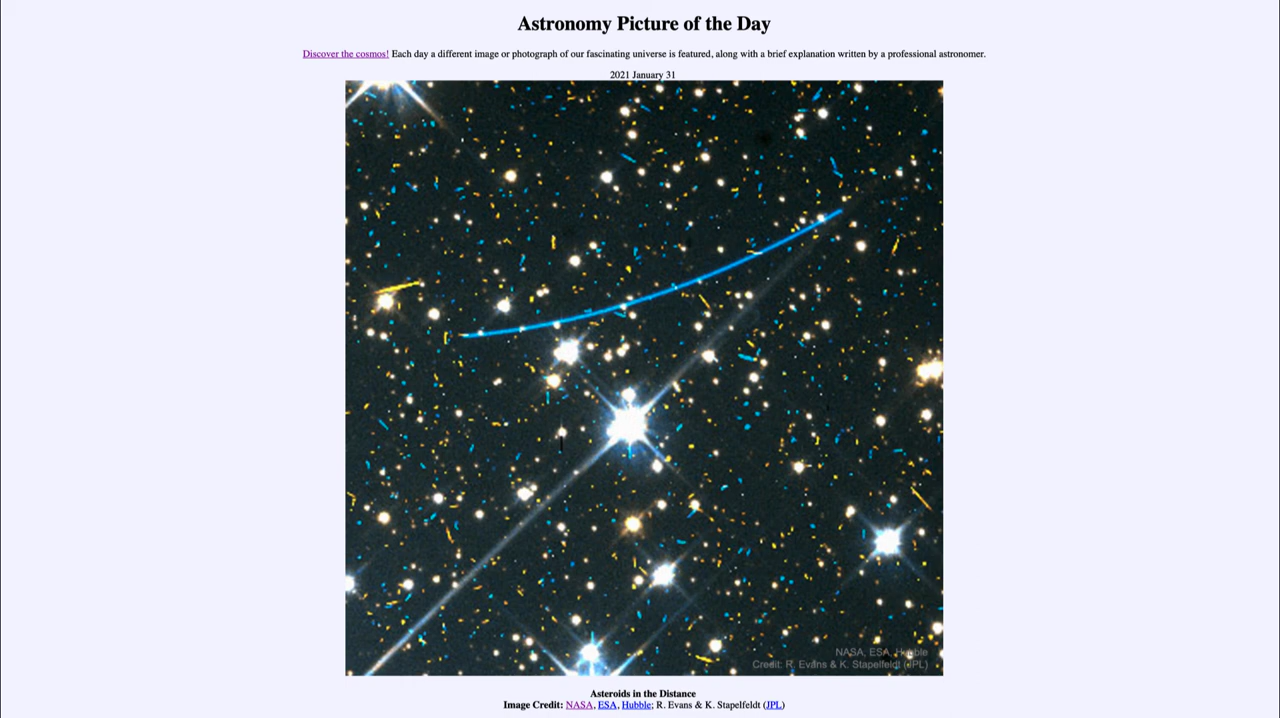 Astronomy Picture of the Day
Discover the cosmos! Each day a different image or photograph of our fascinating universe is featured, along with a brief explanation written by a professional astronomer.
2021 January 31
NASA, ESA, Hubble
Credit: R. Evans & K. Stapelfeldt (JPL)
Asteroids in the Distance
Image Credit: NASA, ESA, Hubble; R. Evans & K. Stapelfeldt (JPL)